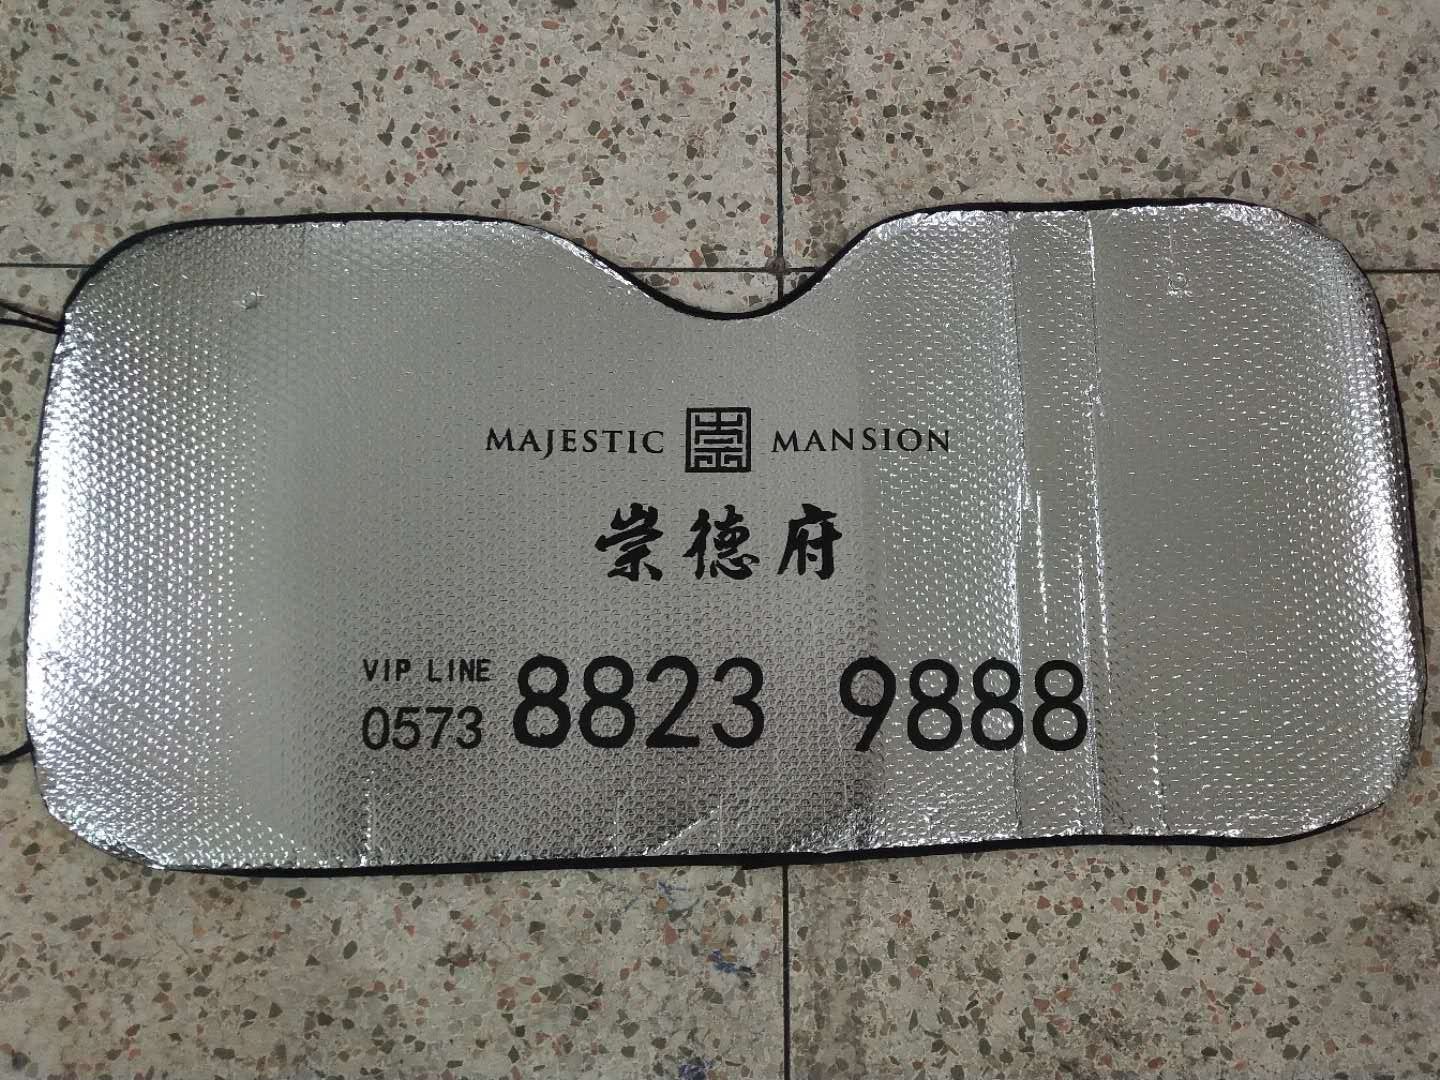 MAJESTIC 崇 MANSION
崇德府
VIP LINE
0573 8823 9888